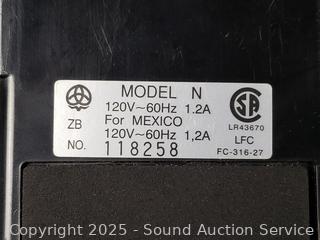 MODEL N
120V~60Hz 1.2A
For MEXICO
120V~60Hz 1,2A
ZB
NO. 118258
LR43670
LFC
FC-316-27
Copyright 2025 - Sound Auction Service